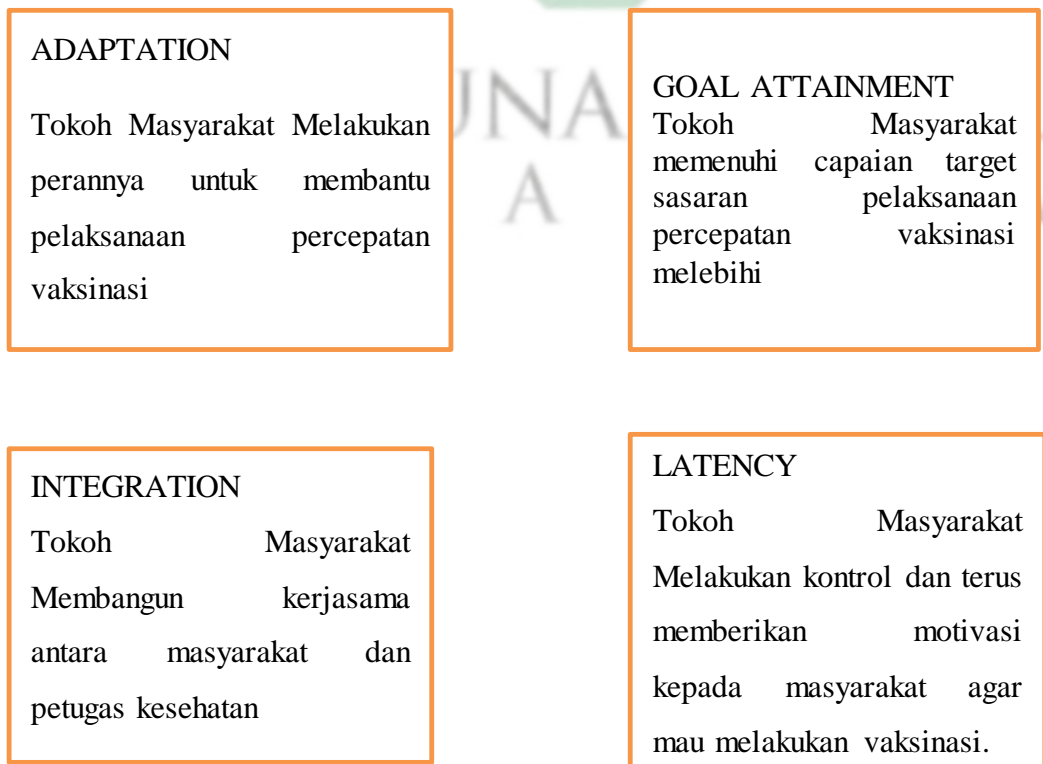 ADAPTATION
Tokoh Masyarakat Melakukan
perannya untuk membantu
pelaksanaan percepatan
vaksinasi
GOAL ATTAINMENT
Tokoh Masyarakat
memenuhi capaian target
sasaran pelaksanaan
percepatan vaksinasi
melebihi
UNA
A
INTEGRATION
Tokoh Masyarakat
Membangun kerjasama
antara masyarakat dan
petugas kesehatan
LATENCY
Tokoh Masyarakat
Melakukan kontrol dan terus
memberikan motivasi
kepada masyarakat agar
mau melakukan vaksinasi.